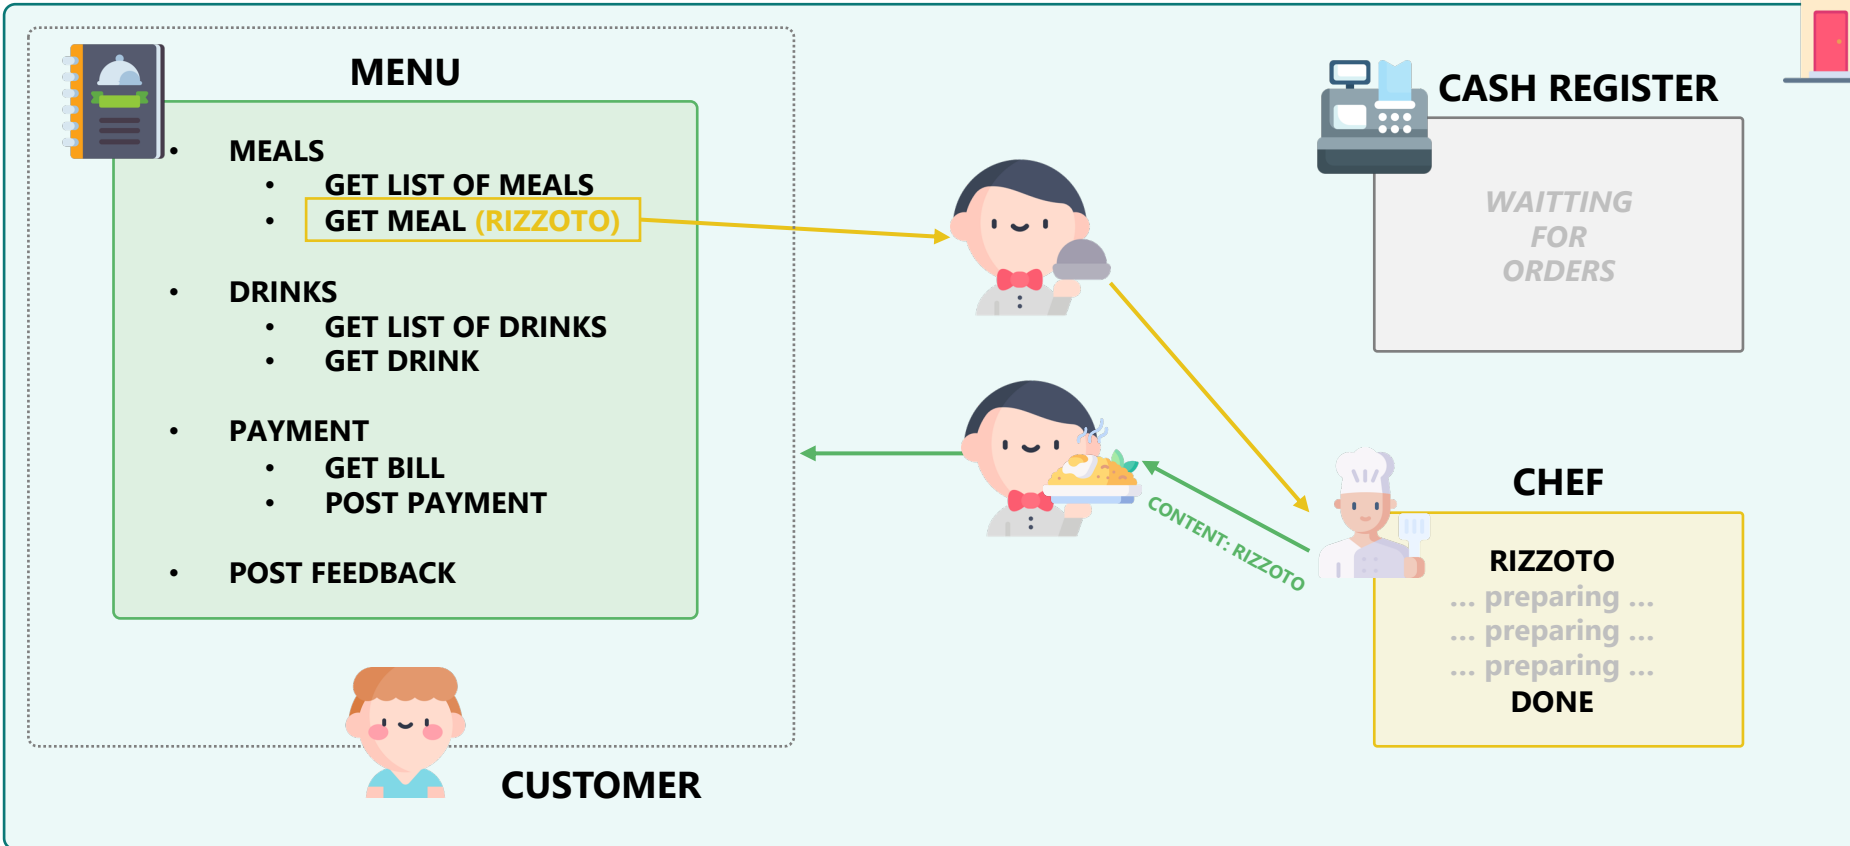 MENU
• MEALS
• GET LIST OF MEALS
• GET MEAL (RIZZOTO)
• DRINKS
• GET LIST OF DRINKS
• GET DRINK
• PAYMENT
• GET BILL
• POST PAYMENT
• POST FEEDBACK
CUSTOMER
CONTENT: RIZZOTO
CASH REGISTER
WAITTING
FOR
ORDERS
CHEF
RIZZOTO
... preparing ...
... preparing ...
... preparing ...
DONE